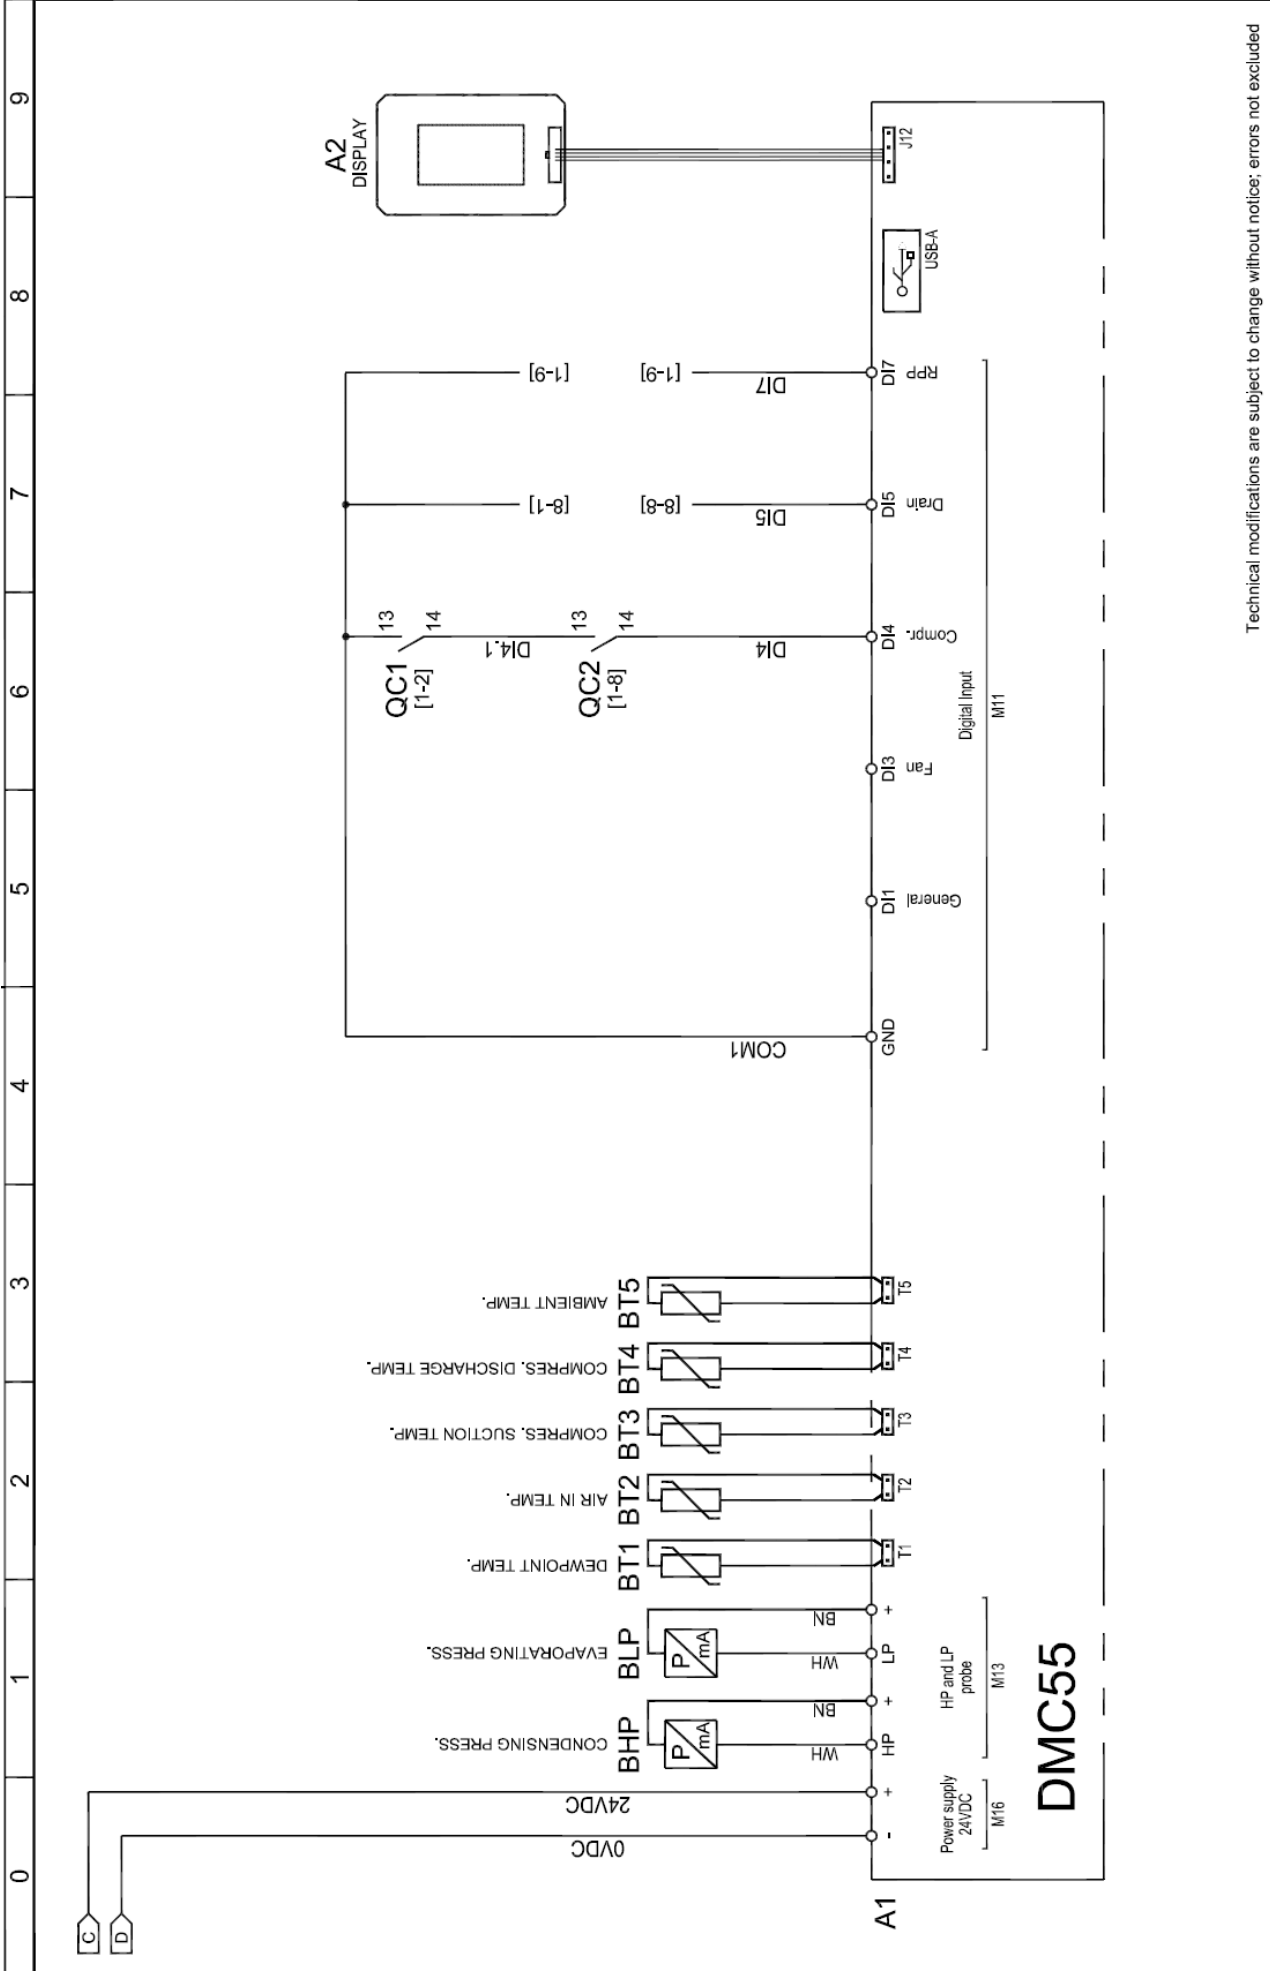 0 1 2 3 4 5 6 7 8 9
C
D
24VDC
0VDC
CONDENSING PRESS.
EVAPORATING PRESS.
DEWPOINT TEMP.
AIR IN TEMP.
COMPRES. SUCTION TEMP.
COMPRES. DISCHARGE TEMP.
AMBIENT TEMP.
BHP
BLP
BT1
BT2
BT3
BT4
BT5
P
mA
P
mA
WH
BN
WH
BN
A2
DISPLAY
QC1
[1-2]
13
14
DI4.1
QC2
[1-8]
13
14
[8-1]
[8-8]
[1-9]
[1-9]
COM1
DI4
DI5
DI7
A1
-
+
HP
+
LP
+
T1
T2
T3
T4
T5
GND
DI1
DI3
DI4
DI5
DI7
General
Fan
Compr.
Drain
RPP
USB-A
J12
Power supply
24VDC
M16
HP and LP
probe
M13
Digital Input
M11
DMC55
Technical modifications are subject to change without notice; errors not excluded